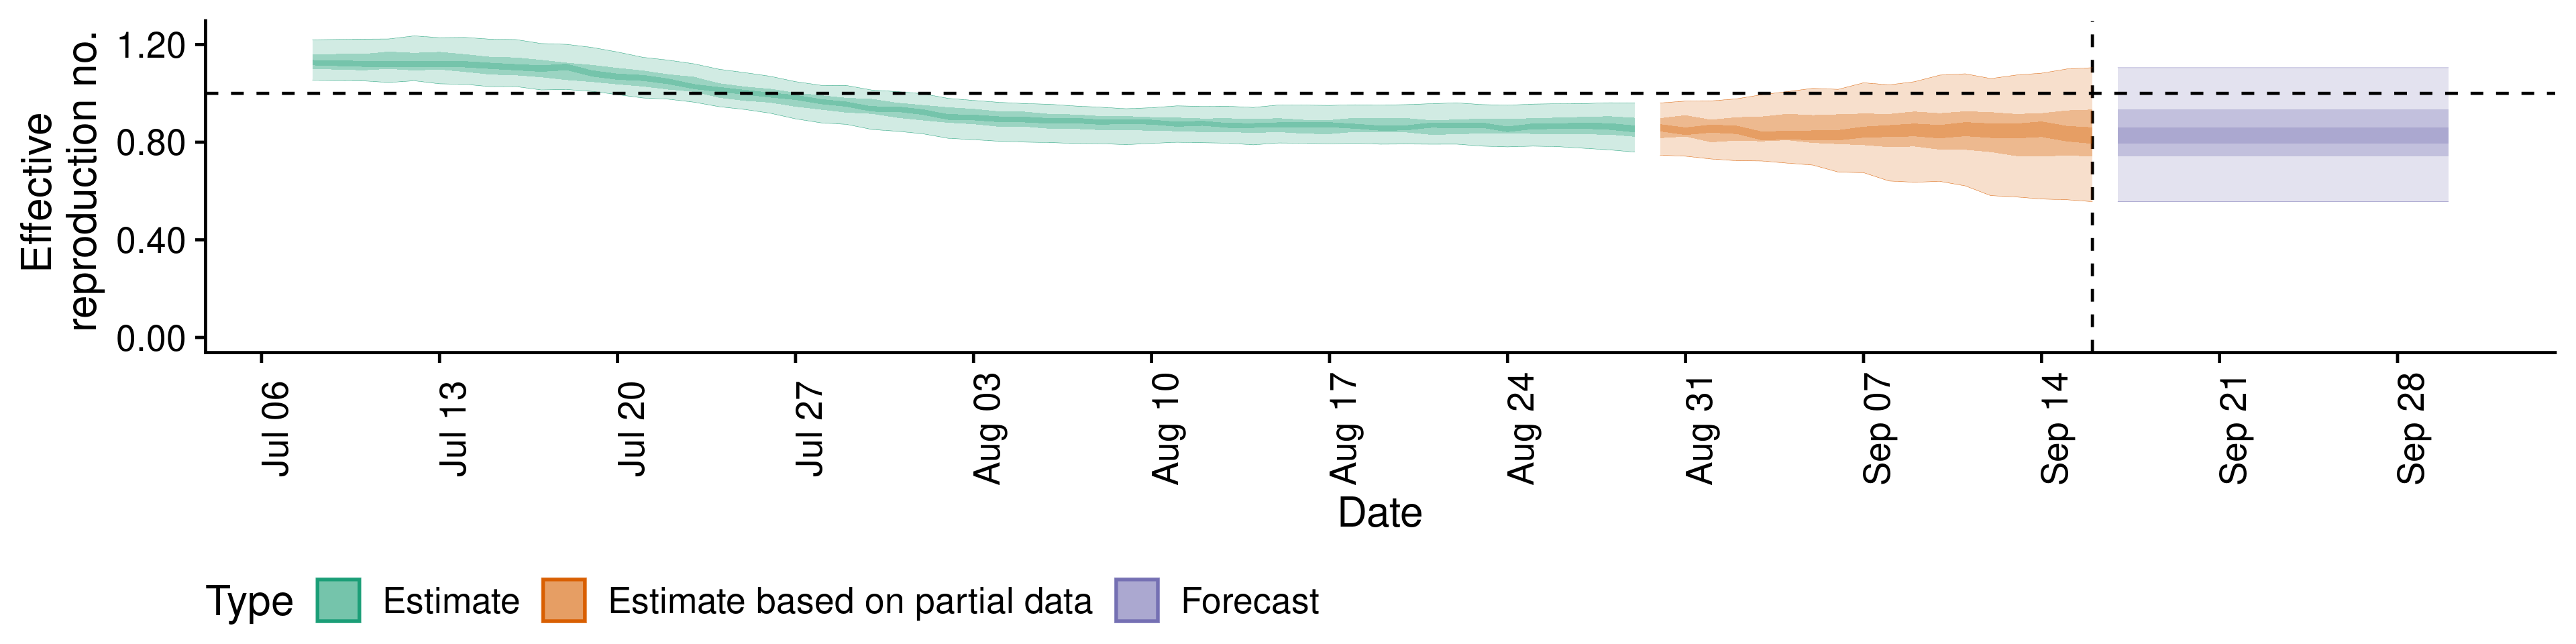 Effective
reproduction no.
1.20
0.80
0.40
0.00
Jul 06
Jul 13
Jul 20
Jul 27
Aug 03
Aug 10
Aug 17
Aug 24
Aug 31
Sep 07
Sep 14
Sep 21
Sep 28
Date
Type Estimate Estimate based on partial data Forecast